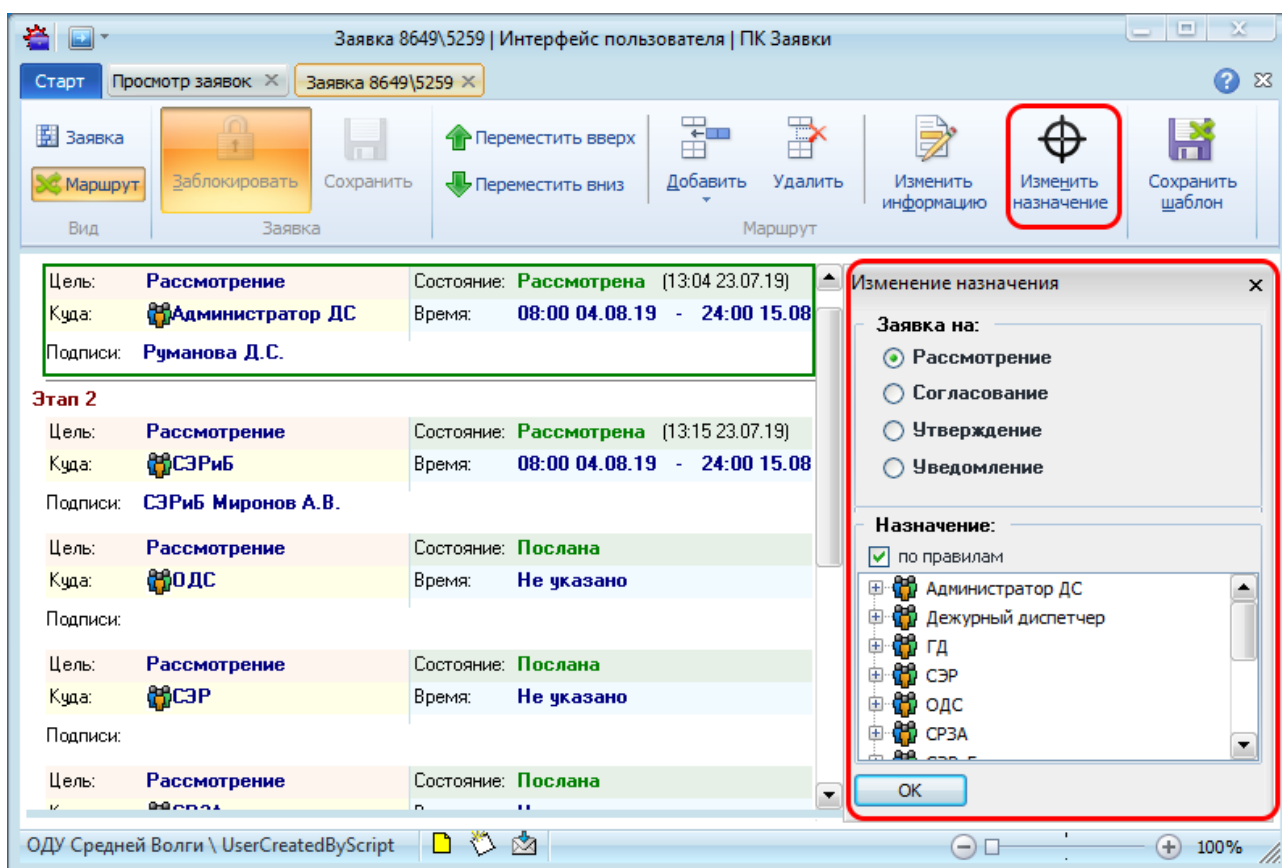 Заявка 8649\5259 | Интерфейс пользователя | ПК Заявки
Старт Просмотр заявок Заявка 8649\5259
Заявка
Маршрут
Вид
Заблокировать Сохранить
Заявка
Переместить вверх
Переместить вниз
Добавить Удалить
Изменить информацию
Изменить назначение
Маршрут
Сохранить шаблон
Цель: Рассмотрение Состояние: Рассмотрена (13:04 23.07.19)
Куда: Администратор ДС Время: 08:00 04.08.19 - 24:00 15.08
Подписи: Руманова Д.С.
Этап 2
Цель: Рассмотрение Состояние: Рассмотрена (13:15 23.07.19)
Куда: СЭРиБ Время: 08:00 04.08.19 - 24:00 15.08
Подписи: СЭРиБ Миронов А.В.
Цель: Рассмотрение Состояние: Послана
Куда: ОДС Время: Не указано
Подписи:
Цель: Рассмотрение Состояние: Послана
Куда: СЭР Время: Не указано
Подписи:
Цель: Рассмотрение Состояние: Послана
Изменение назначения
Заявка на:
Рассмотрение
Согласование
Утверждение
Уведомление
Назначение:
по правилам
Администратор ДС
Дежурный диспетчер
ГД
СЭР
ОДС
СРЗА
OK
ОДУ Средней Волги \ UserCreatedByScript 100%